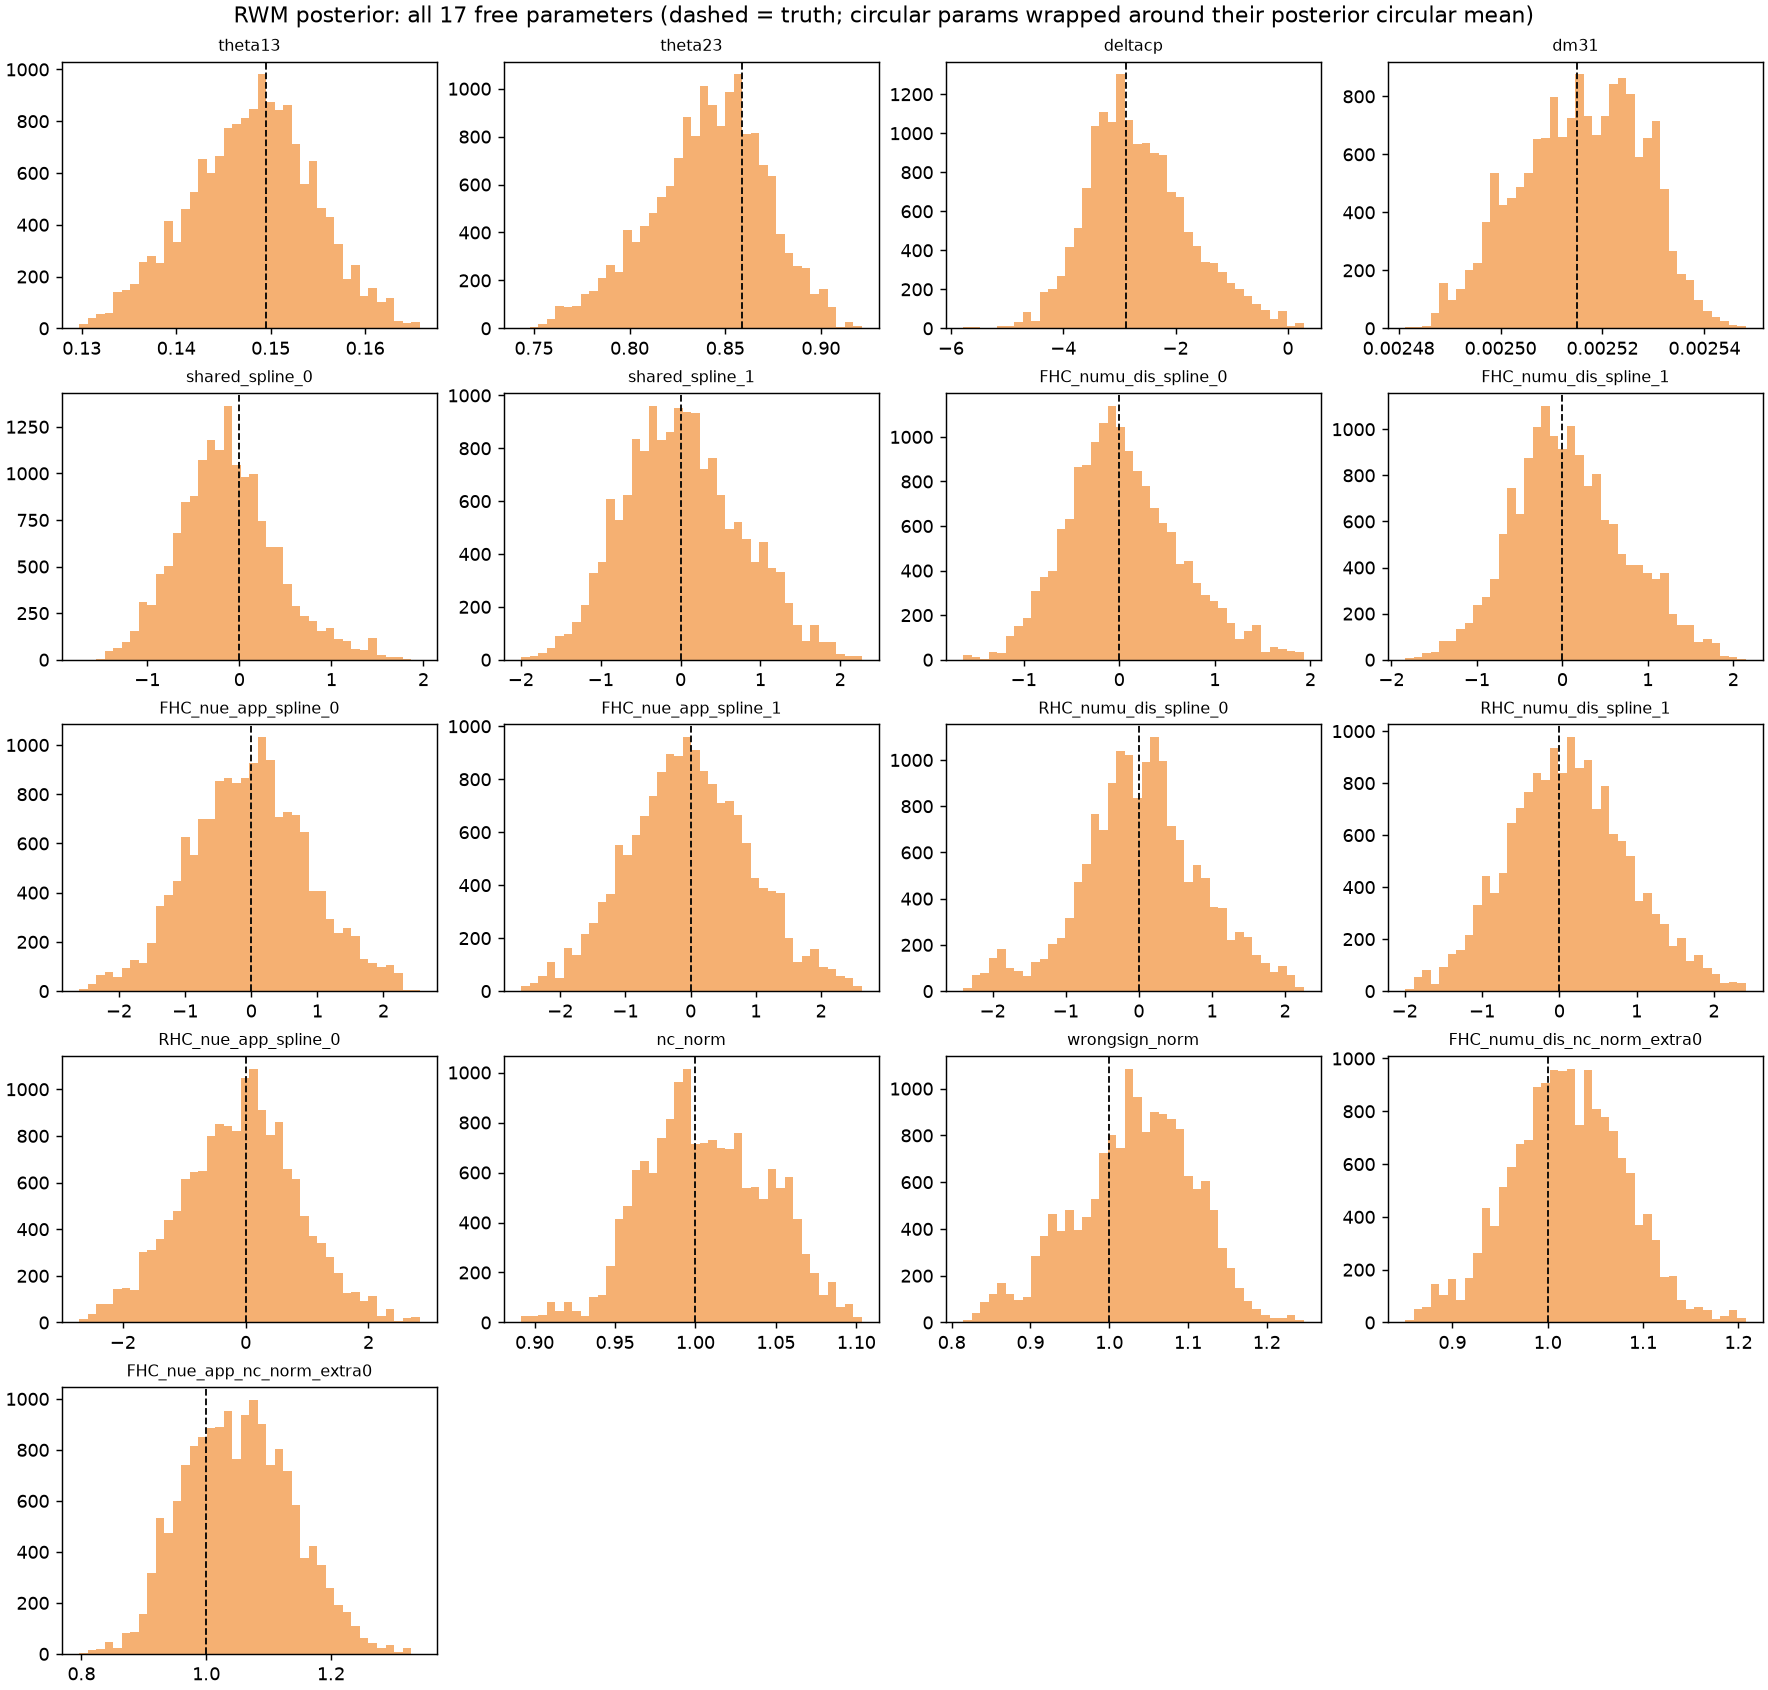 RWM posterior: all 17 free parameters (dashed = truth; circular params wrapped around their posterior circular mean)
theta13
theta23
deltacp
dm31
0 200 400 600 800 1000
0.13 0.14 0.15 0.16
0 200 400 600 800 1000
0.75 0.80 0.85 0.90
0 200 400 600 800 1000 1200
−6 −4 −2 0
0 200 400 600 800
0.00248 0.00250 0.00252 0.00254
shared_spline_0
shared_spline_1
FHC_numu_dis_spline_0
FHC_numu_dis_spline_1
0 250 500 750 1000 1250
−1 0 1 2
0 200 400 600 800 1000
−2 −1 0 1 2
0 200 400 600 800 1000
−1 0 1 2
0 200 400 600 800 1000
−2 −1 0 1 2
FHC_nue_app_spline_0
FHC_nue_app_spline_1
RHC_numu_dis_spline_0
RHC_numu_dis_spline_1
0 200 400 600 800 1000
−2 −1 0 1 2
0 200 400 600 800 1000
−2 −1 0 1 2
0 200 400 600 800 1000
−2 −1 0 1 2
0 200 400 600 800 1000
−2 −1 0 1 2
RHC_nue_app_spline_0
nc_norm
wrongsign_norm
FHC_numu_dis_nc_norm_extra0
0 200 400 600 800 1000
−2 0 2
0 200 400 600 800 1000
0.90 0.95 1.00 1.05 1.10
0 200 400 600 800 1000
0.8 0.9 1.0 1.1 1.2
0 200 400 600 800 1000
0.9 1.0 1.1 1.2
FHC_nue_app_nc_norm_extra0
0 200 400 600 800 1000
0.8 1.0 1.2